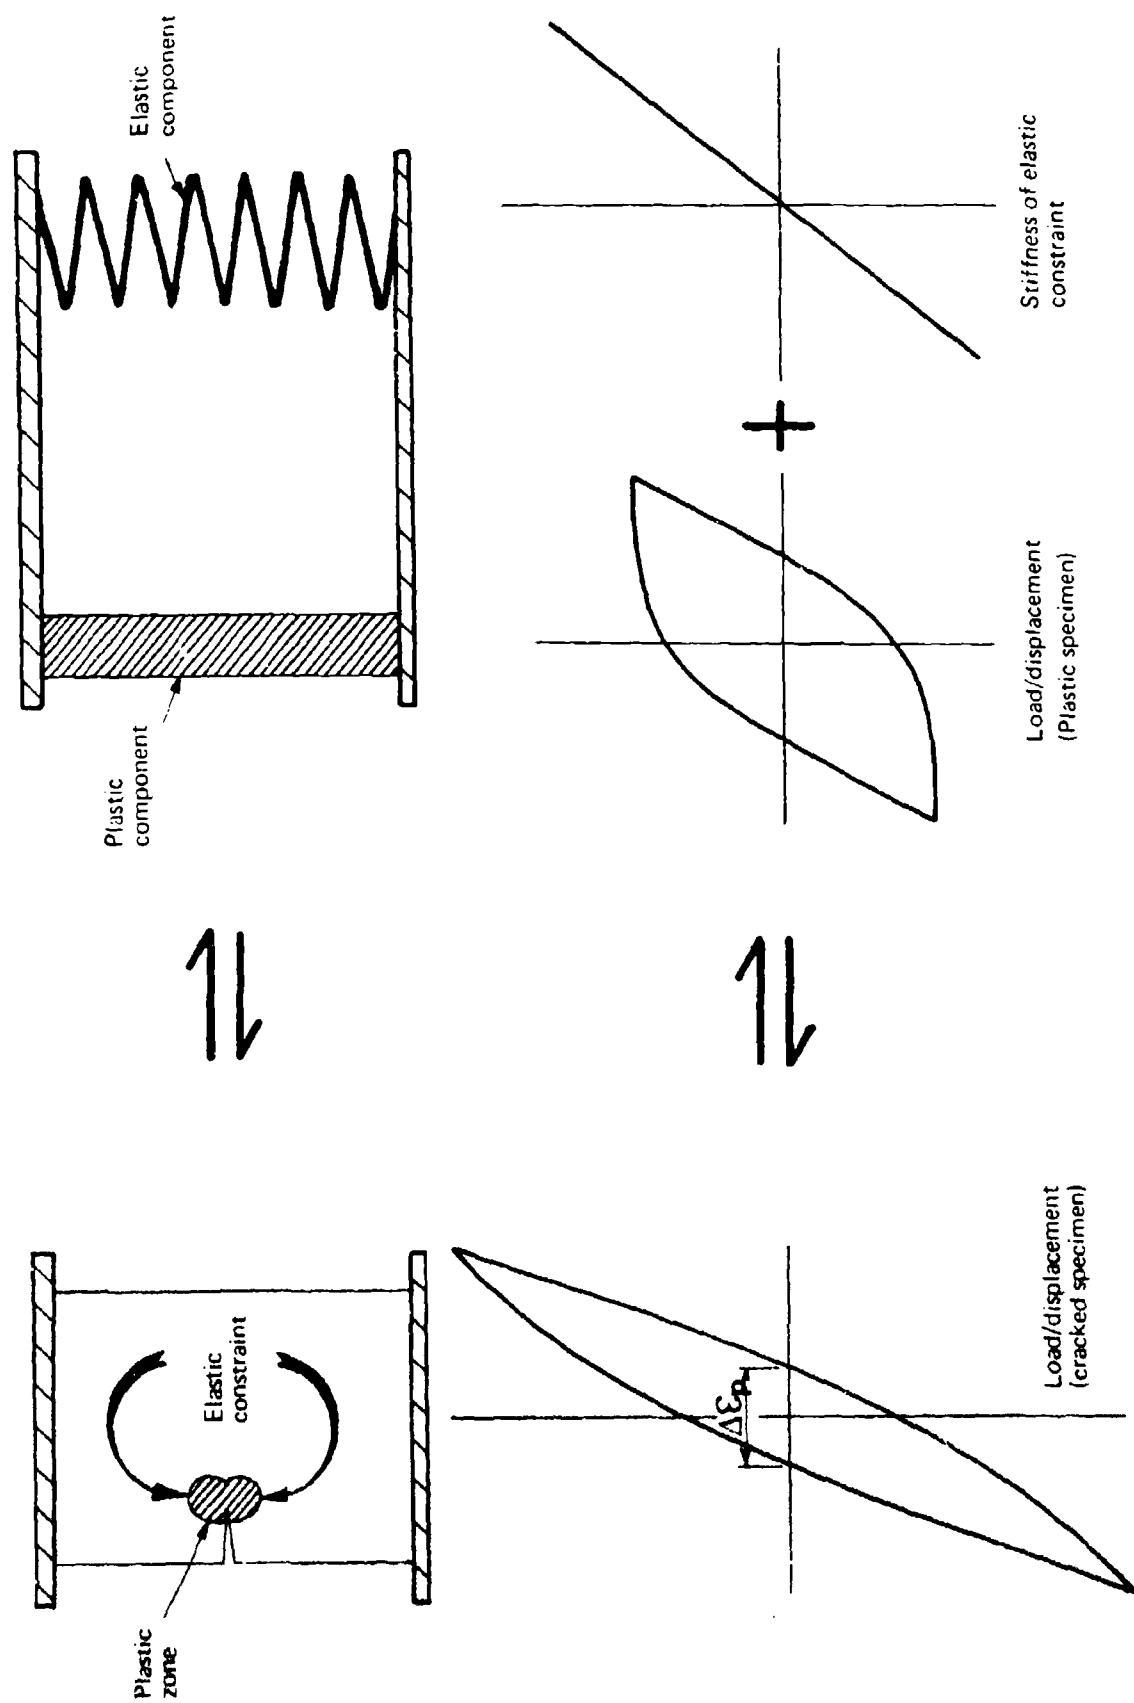 Plastic
zone
Elastic
constraint
Plastic
component
Elastic
component
Δεp
Load/displacement
(cracked specimen)
Load/displacement
(Plastic specimen)
+
Stiffness of elastic
constraint